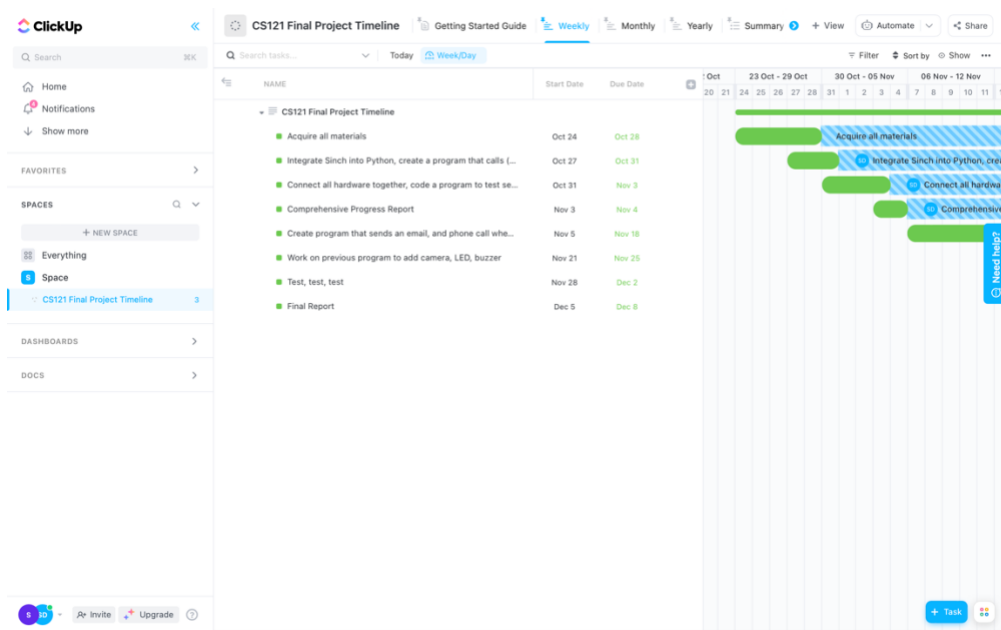 ClickUp
Search
⌘K
Home
4
Notifications
Show more
FAVORITES
SPACES
+ NEW SPACE
Everything
S Space
CS121 Final Project Timeline 3
DASHBOARDS
DOCS
S SD
Invite
Upgrade
?
CS121 Final Project Timeline
Getting Started Guide
Weekly
Monthly
Yearly
Summary
+ View
Automate
Share
Search tasks...
Today
Week/Day
Filter
Sort by
Show
NAME Start Date Due Date
Oct 23 Oct - 29 Oct 30 Oct - 05 Nov 06 Nov - 12 Nov
20 21 24 25 26 27 28 31 1 2 3 4 7 8 9 10 11
CS121 Final Project Timeline
Acquire all materials Oct 24 Oct 28
Integrate Sinch into Python, create a program that calls (... Oct 27 Oct 31
Connect all hardware together, code a program to test se... Oct 31 Nov 3
Comprehensive Progress Report Nov 3 Nov 4
Create program that sends an email, and phone call whe... Nov 5 Nov 18
Work on previous program to add camera, LED, buzzer Nov 21 Nov 25
Test, test, test Nov 28 Dec 2
Final Report Dec 5 Dec 8
Acquire all materials
SD Integrate Sinch into Python, crea
SD Connect all hardwa
SD Comprehensive
Need help?
+ Task